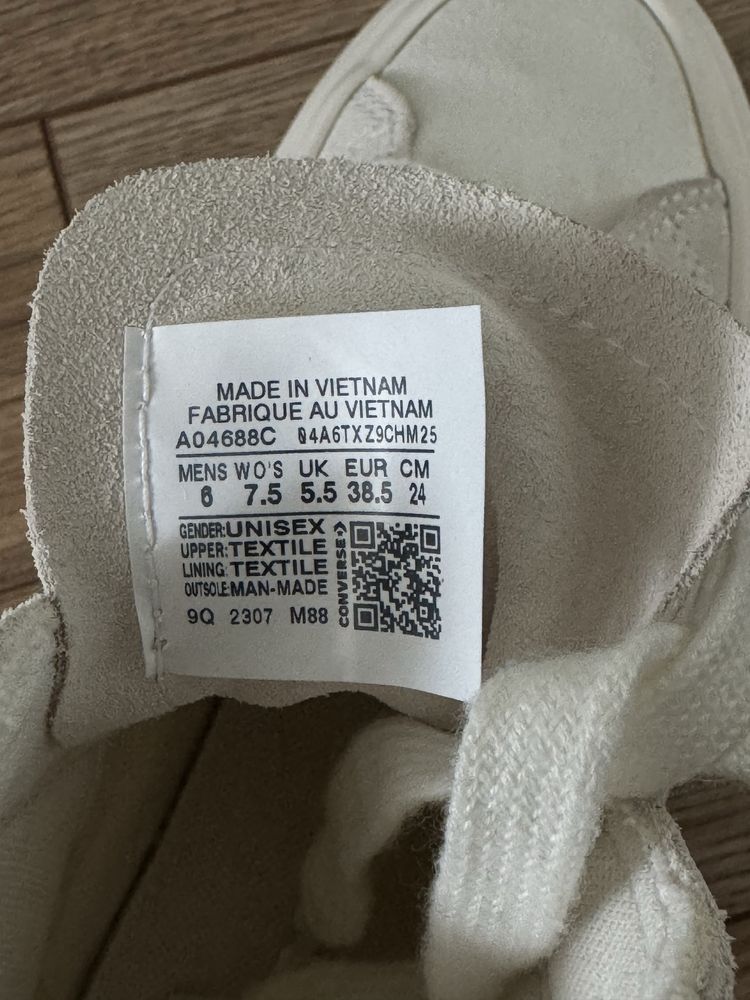 MADE IN VIETNAM
FABRIQUE AU VIETNAM
A04688C 04A6TXZ9CHM25
MENS WO'S UK EUR CM
6 7.5 5.5 38.5 24
GENDER:UNISEX
UPPER:TEXTILE
LINING:TEXTILE
OUTSOLE:MAN-MADE
9Q 2307 M88
CONVERSE